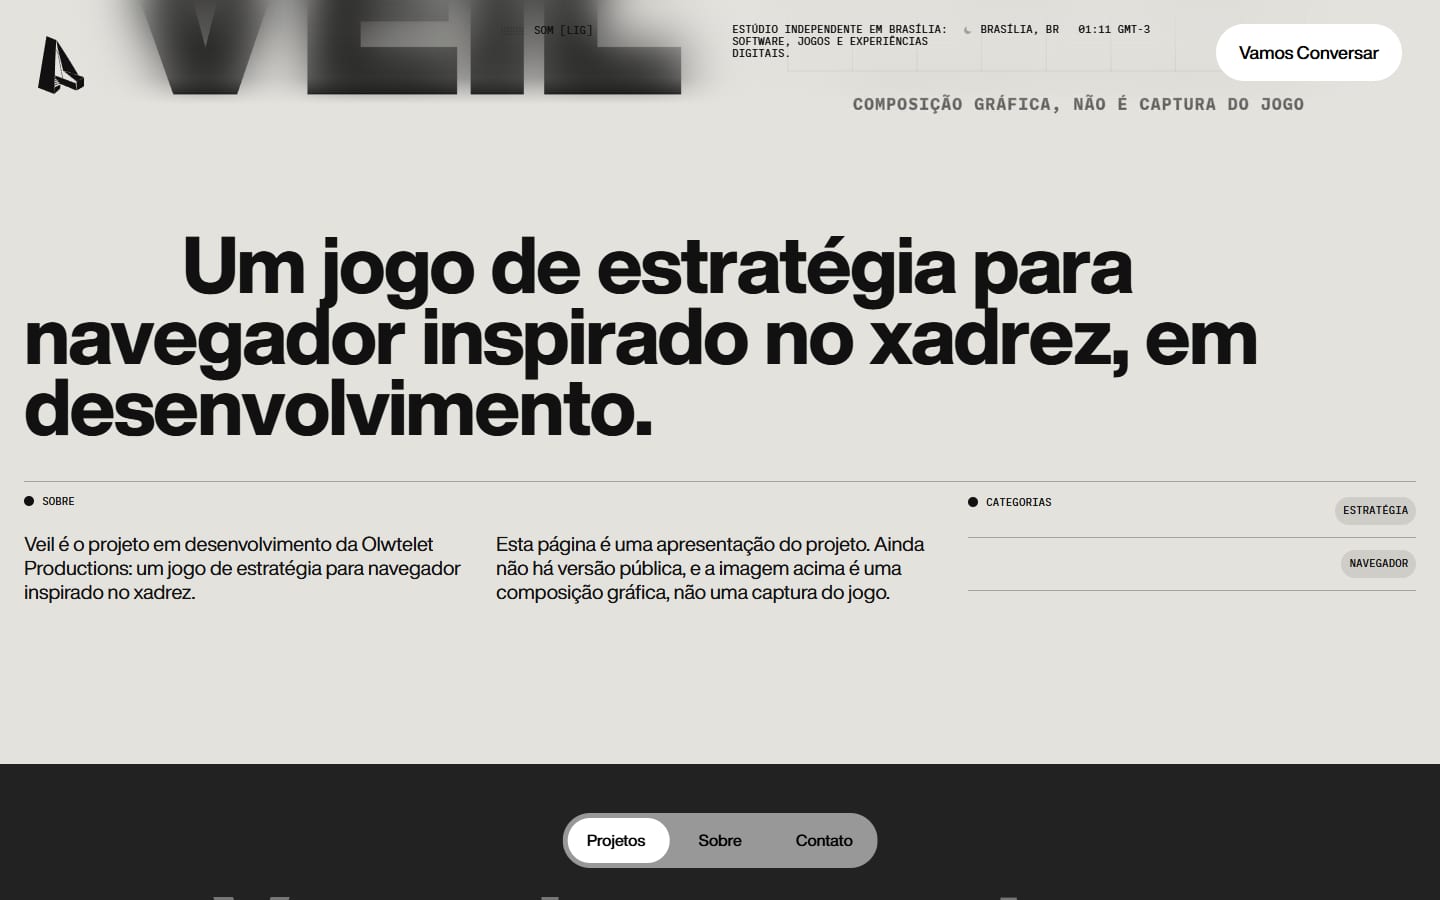 VEIL
SOM [LIG]
ESTÚDIO INDEPENDENTE EM BRASÍLIA:
SOFTWARE, JOGOS E EXPERIÊNCIAS
DIGITAIS.
BRASÍLIA, BR
01:11 GMT-3
Vamos Conversar
COMPOSIÇÃO GRÁFICA, NÃO É CAPTURA DO JOGO
Um jogo de estratégia para
navegador inspirado no xadrez, em
desenvolvimento.
SOBRE
Veil é o projeto em desenvolvimento da Olwtelet
Productions: um jogo de estratégia para navegador
inspirado no xadrez.
Esta página é uma apresentação do projeto. Ainda
não há versão pública, e a imagem acima é uma
composição gráfica, não uma captura do jogo.
CATEGORIAS
ESTRATÉGIA
NAVEGADOR
Projetos
Sobre
Contato